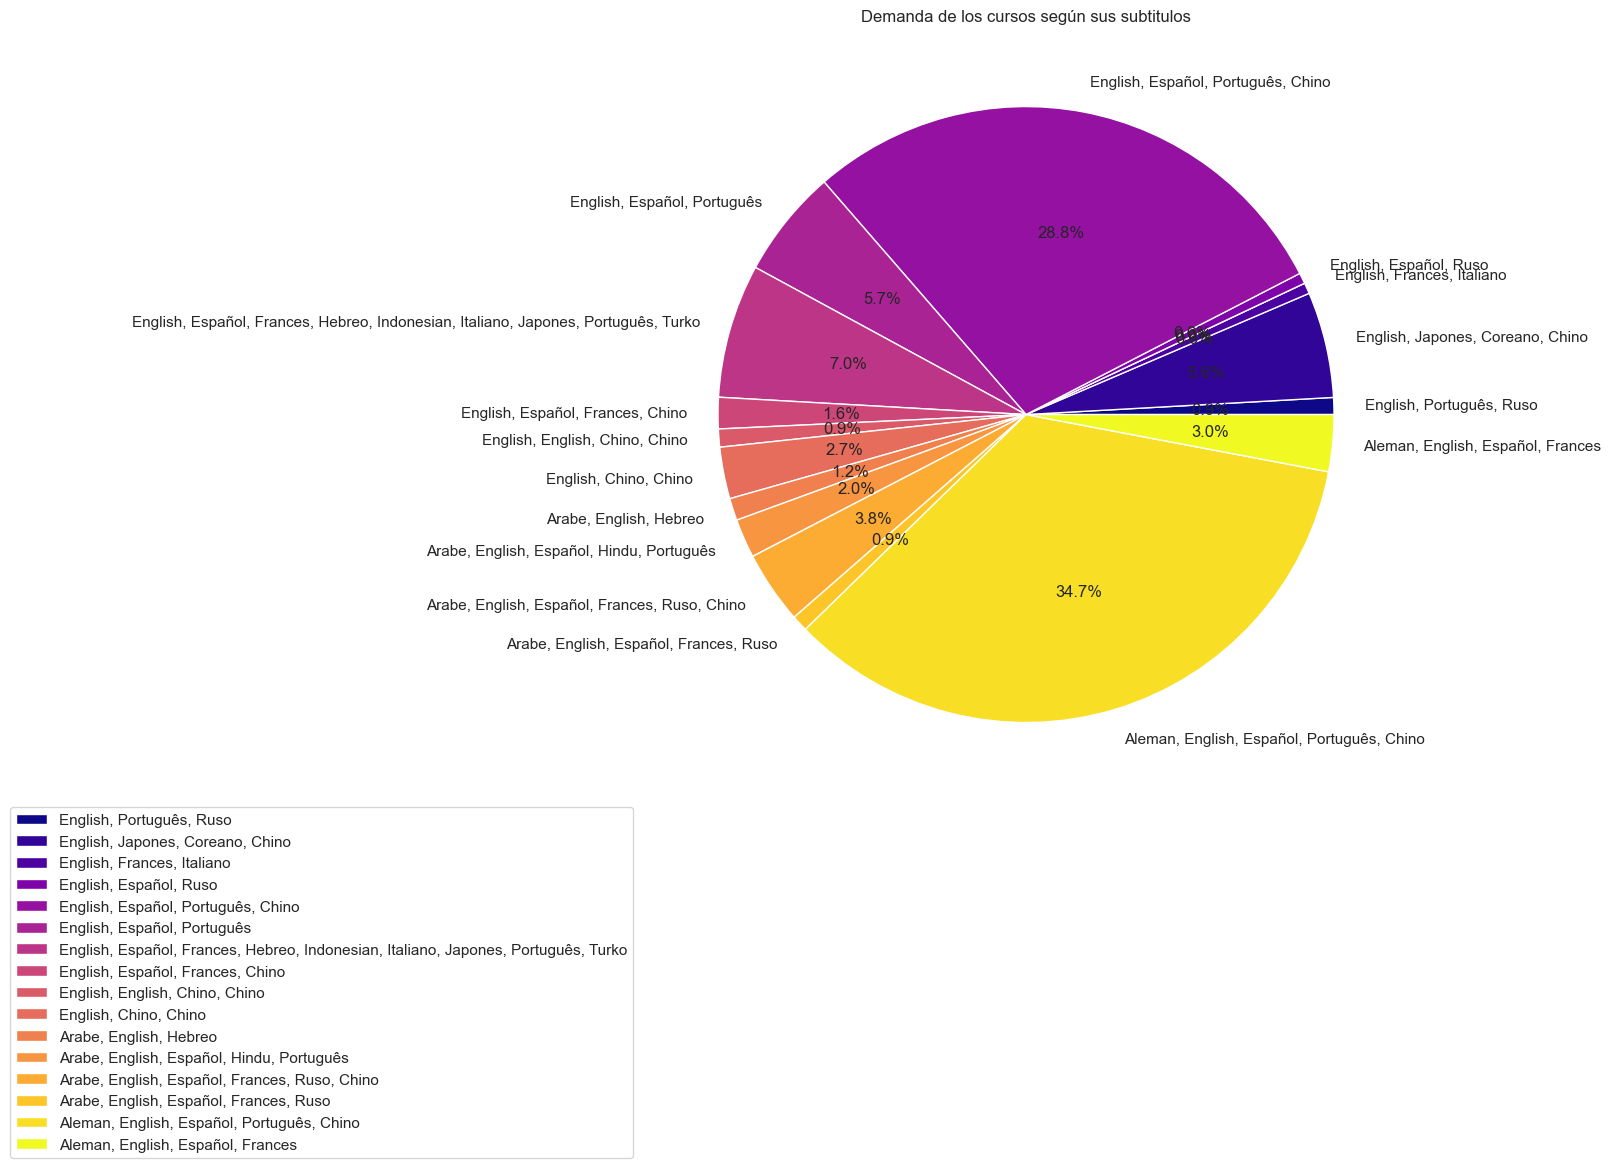 Demanda de los cursos según sus subtitulos
English, Español, Português, Chino
English, Español, Português
28.8%
English, Español, Ruso
English, Frances, Italiano
5.7%
English, Español, Frances, Hebreo, Indonesian, Italiano, Japones, Português, Turko
English, Japones, Coreano, Chino
7.0%
English, Português, Ruso
English, Español, Frances, Chino
1.6%
0.9%
3.0%
English, English, Chino, Chino
Aleman, English, Español, Frances
2.7%
English, Chino, Chino
1.2%
2.0%
Arabe, English, Hebreo
3.8%
0.9%
Arabe, English, Español, Hindu, Português
34.7%
Arabe, English, Español, Frances, Ruso, Chino
Arabe, English, Español, Frances, Ruso
Aleman, English, Español, Português, Chino
English, Português, Ruso
English, Japones, Coreano, Chino
English, Frances, Italiano
English, Español, Ruso
English, Español, Português, Chino
English, Español, Português
English, Español, Frances, Hebreo, Indonesian, Italiano, Japones, Português, Turko
English, Español, Frances, Chino
English, English, Chino, Chino
English, Chino, Chino
Arabe, English, Hebreo
Arabe, English, Español, Hindu, Português
Arabe, English, Español, Frances, Ruso, Chino
Arabe, English, Español, Frances, Ruso
Aleman, English, Español, Português, Chino
Aleman, English, Español, Frances